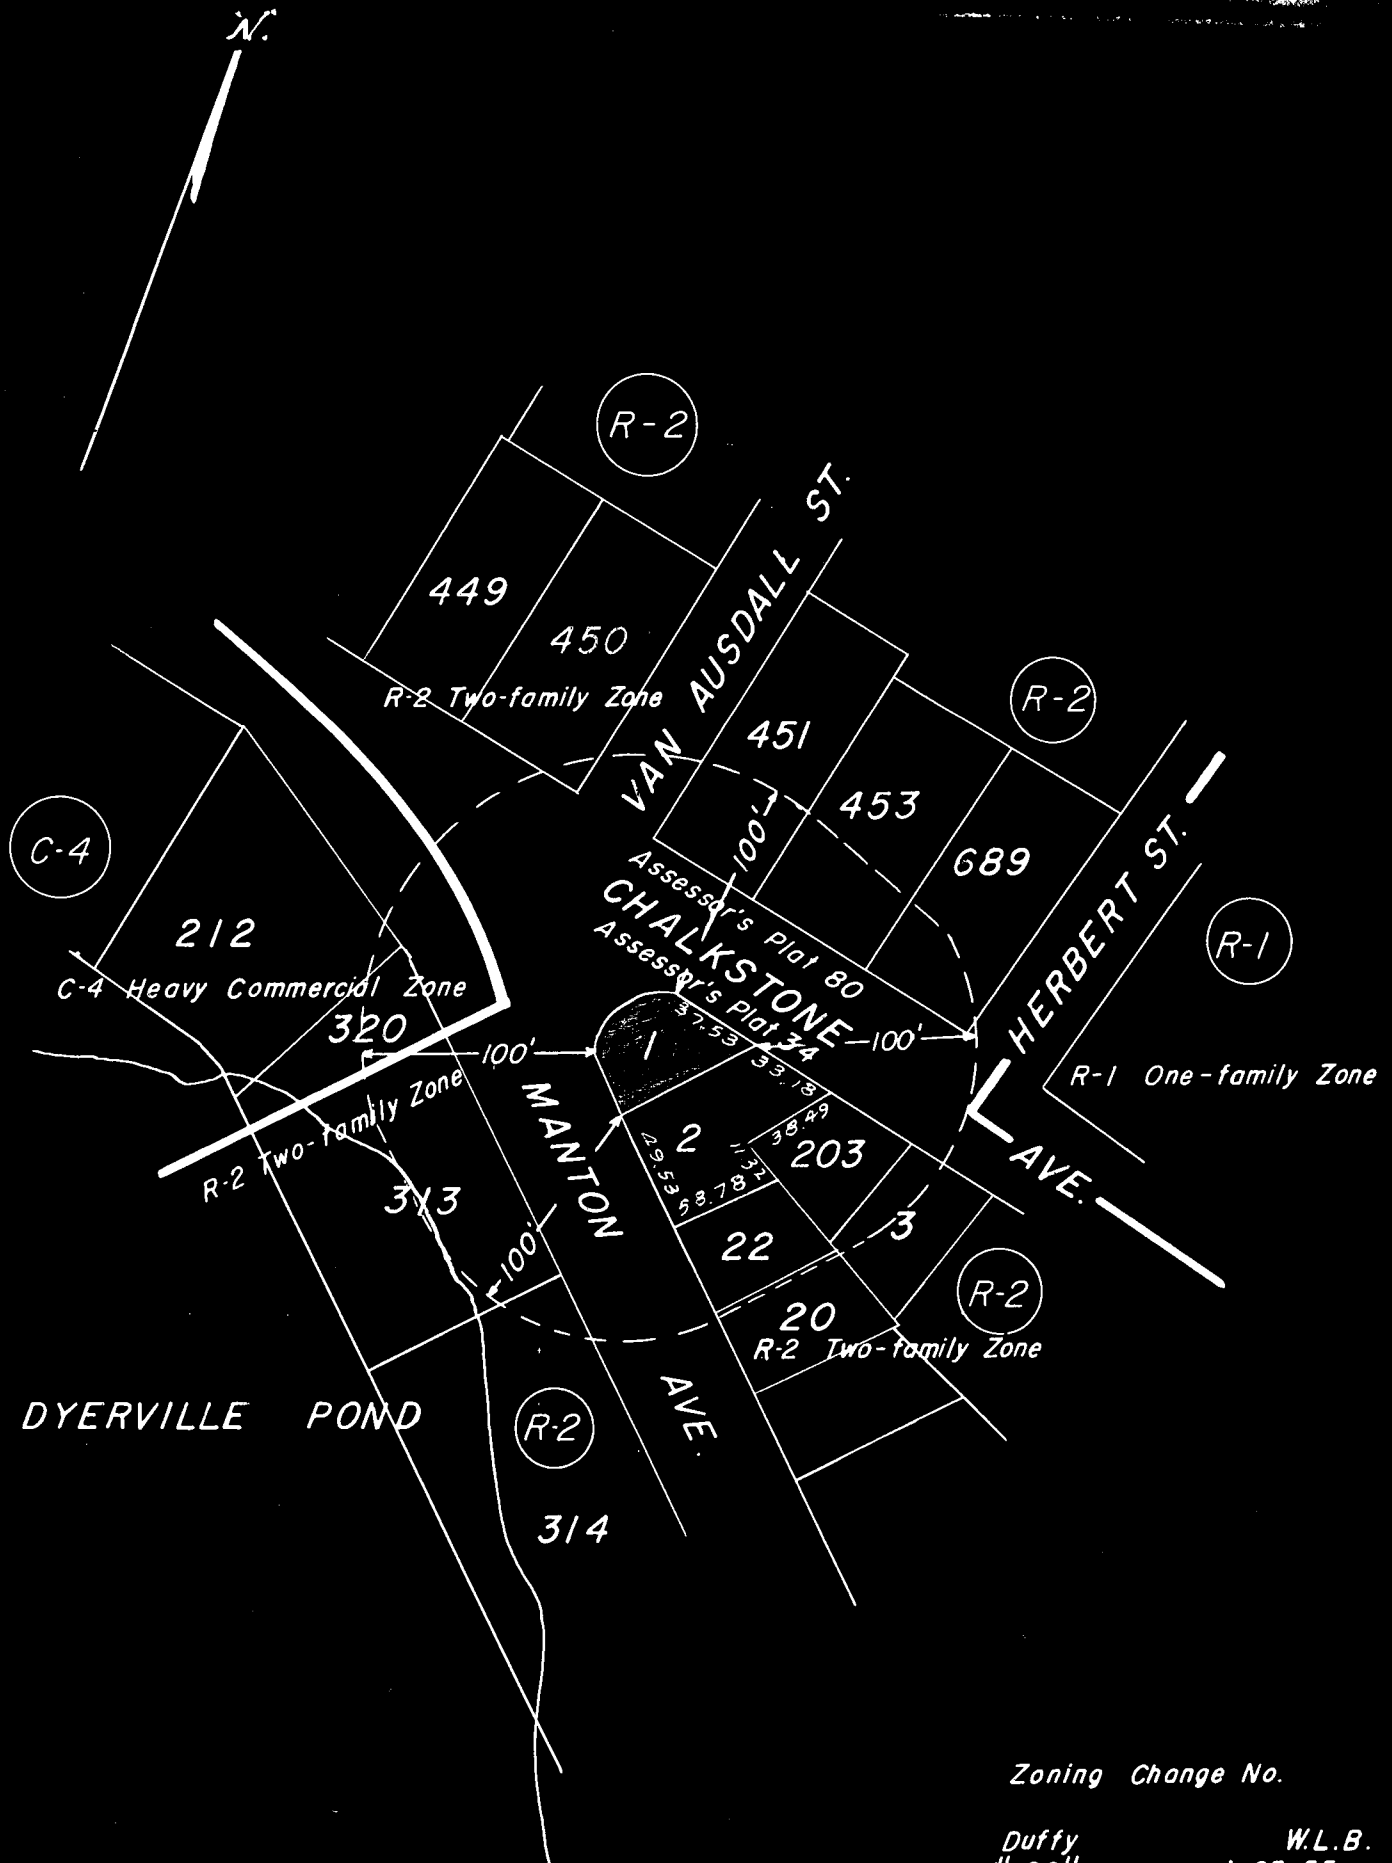 N.
R-2
VAN AUSDALL ST.
449
450
R-2 Two-family Zone
451
R-2
453
689
HERBERT ST.
C-4
212
C-4 Heavy Commercial Zone
320
100'
Assessor's Plat 80
CHALKSTONE AVE.
Assessor's Plat 34
R-1
R-1 One-family Zone
100'
100'
1
37.53
33.18
38.49
2
203
11.32
49.53
58.78
R-2 Two-family Zone
313
MANTON AVE.
100'
22
3
20
R-2
R-2 Two-family Zone
DYERVILLE POND
R-2
314
Zoning Change No.
Duffy W.L.B.